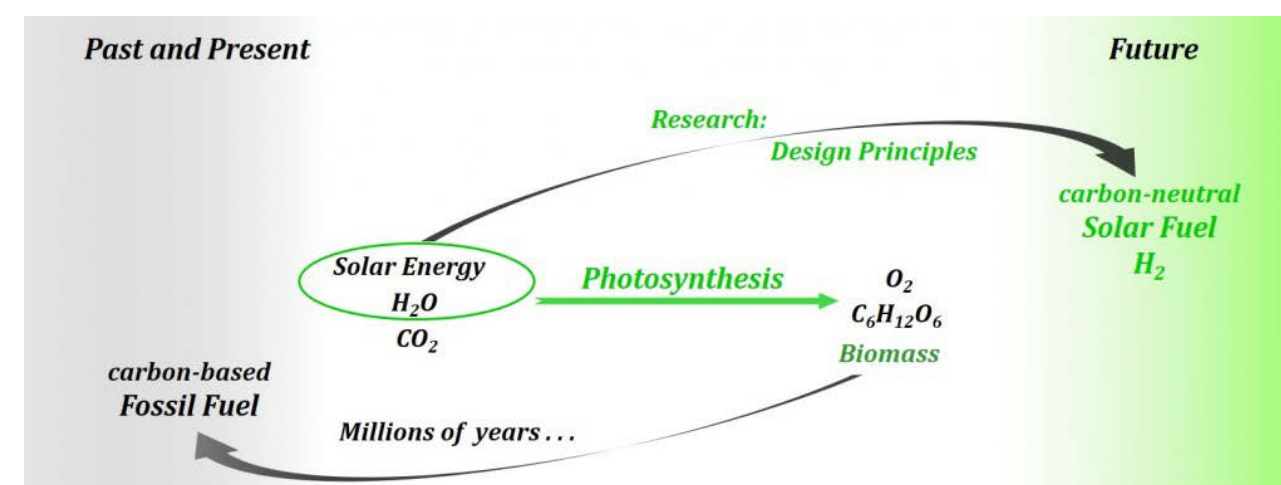 Past and Present
Future
Research:
Design Principles
carbon-neutral
Solar Fuel
H₂
Solar Energy
H₂O
CO₂
Photosynthesis
O₂
C₆H₁₂O₆
Biomass
carbon-based
Fossil Fuel
Millions of years . . .